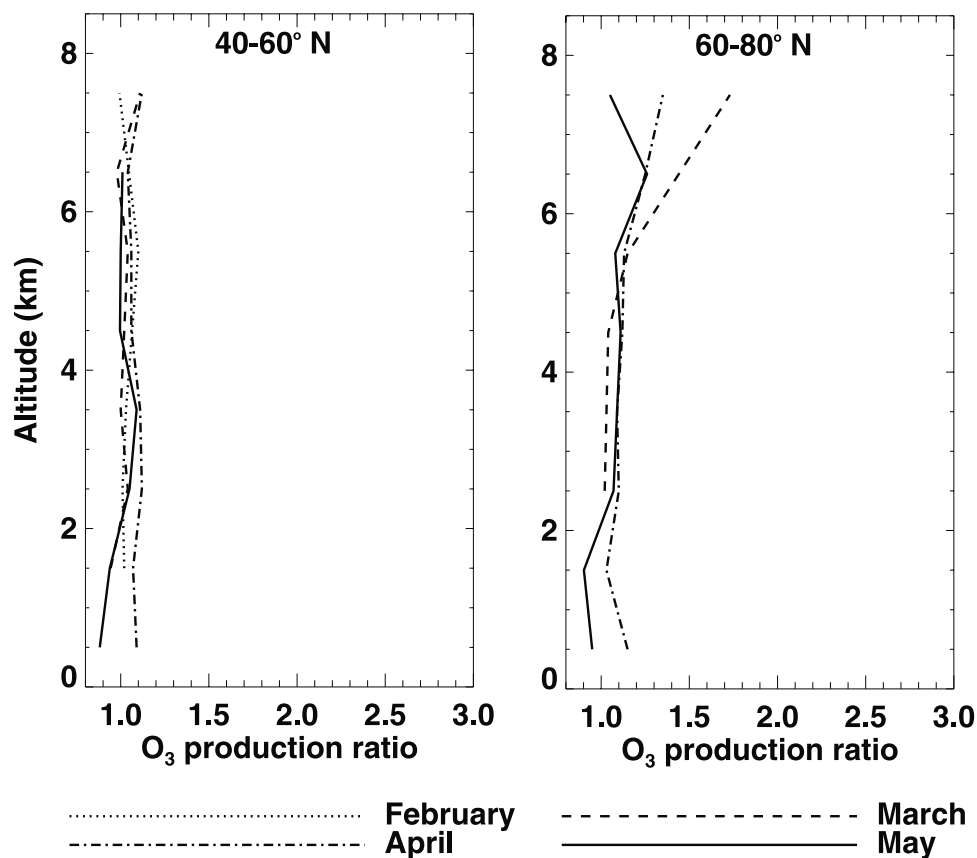 40-60° N
60-80° N
Altitude (km)
8
6
4
2
0
1.0 1.5 2.0 2.5 3.0
O₃ production ratio
8
6
4
2
0
1.0 1.5 2.0 2.5 3.0
O₃ production ratio
February
March
April
May